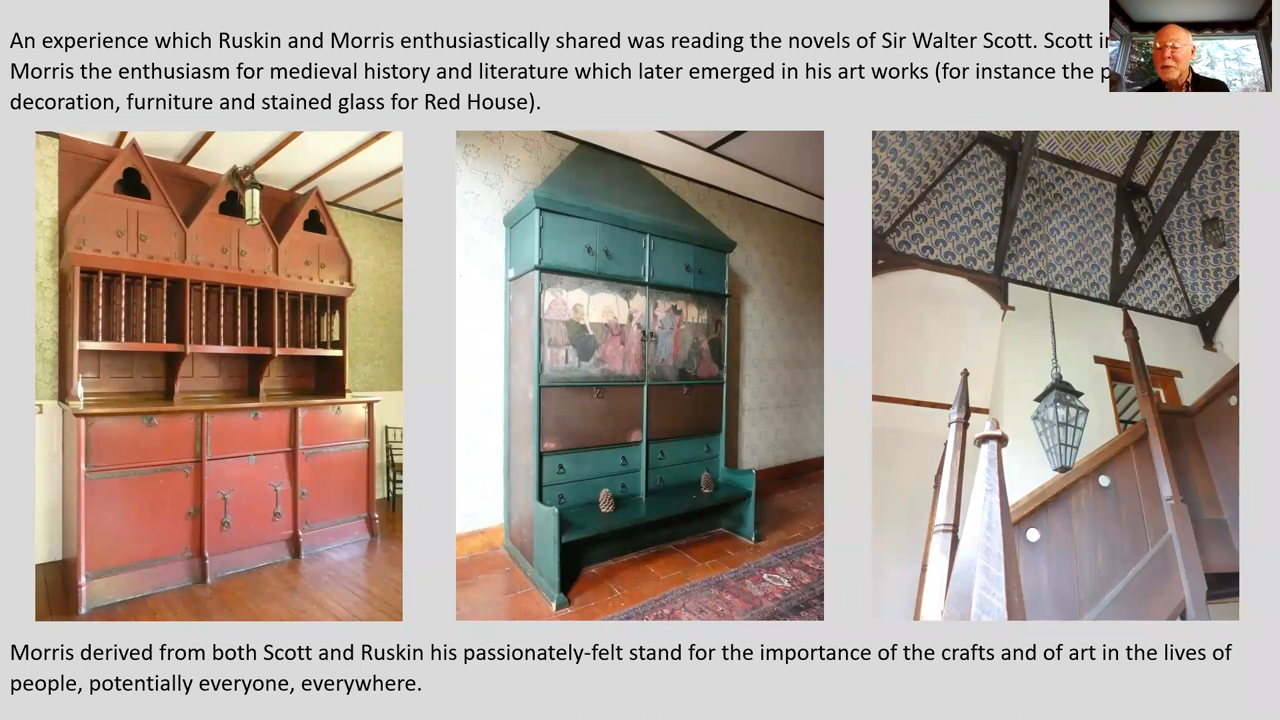 An experience which Ruskin and Morris enthusiastically shared was reading the novels of Sir Walter Scott. Scott
Morris the enthusiasm for medieval history and literature which later emerged in his art works (for instance the
decoration, furniture and stained glass for Red House).
Morris derived from both Scott and Ruskin his passionately-felt stand for the importance of the crafts and of art in the lives of
people, potentially everyone, everywhere.